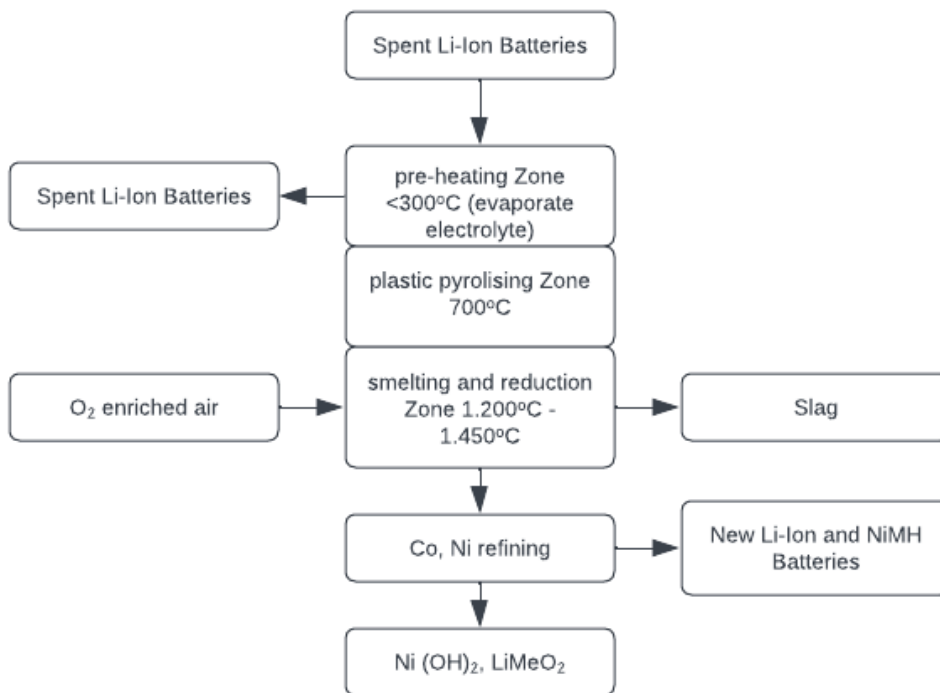 Spent Li-Ion Batteries
Spent Li-Ion Batteries
pre-heating Zone
<300ºC (evaporate
electrolyte)
plastic pyrolising Zone
700ºC
O₂ enriched air
smelting and reduction
Zone 1.200ºC -
1.450ºC
Slag
Co, Ni refining
New Li-Ion and NiMH
Batteries
Ni (OH)₂, LiMeO₂